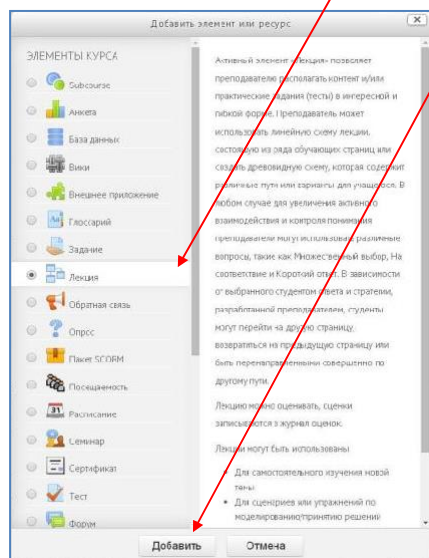 Добавить элемент или ресурс
ЭЛЕМЕНТЫ КУРСА
Subcourse
Анкета
База данных
Вики
Внешнее приложение
Глоссарий
Задание
Лекция
Обратная связь
Опрос
Пакет SCORM
Посещаемость
Расписание
Семинар
Сертификат
Тест
Форум
Активный элемент «Лекция» позволяет
преподавателю располагать контент и/или
практические задания (тесты) в интересной и
гибкой форме. Преподаватель может
использовать линейную схему лекции,
состоящую из ряда обучающих страниц или
создать древовидную схему, которая содержит
различные пути или варианты для учащегося. В
любом случае для увеличения активного
взаимодействия и контроля понимания
преподаватели могут использовать различные
вопросы, такие как Множественный выбор, На
соответствие и Короткий ответ. В зависимости
от выбранного студентом ответа и стратегии,
разработанной преподавателем, студенты
могут перейти на другую страницу,
возвратиться на предыдущую страницу или
быть перенаправленными совершенно по
другому пути.
Лекцию можно оценивать, оценки
записываются в журнал оценок.
Лекции могут быть использованы
Для самостоятельного изучения новой
темы
Для сценариев или упражнений по
моделированию/принятию решений
Добавить
Отмена